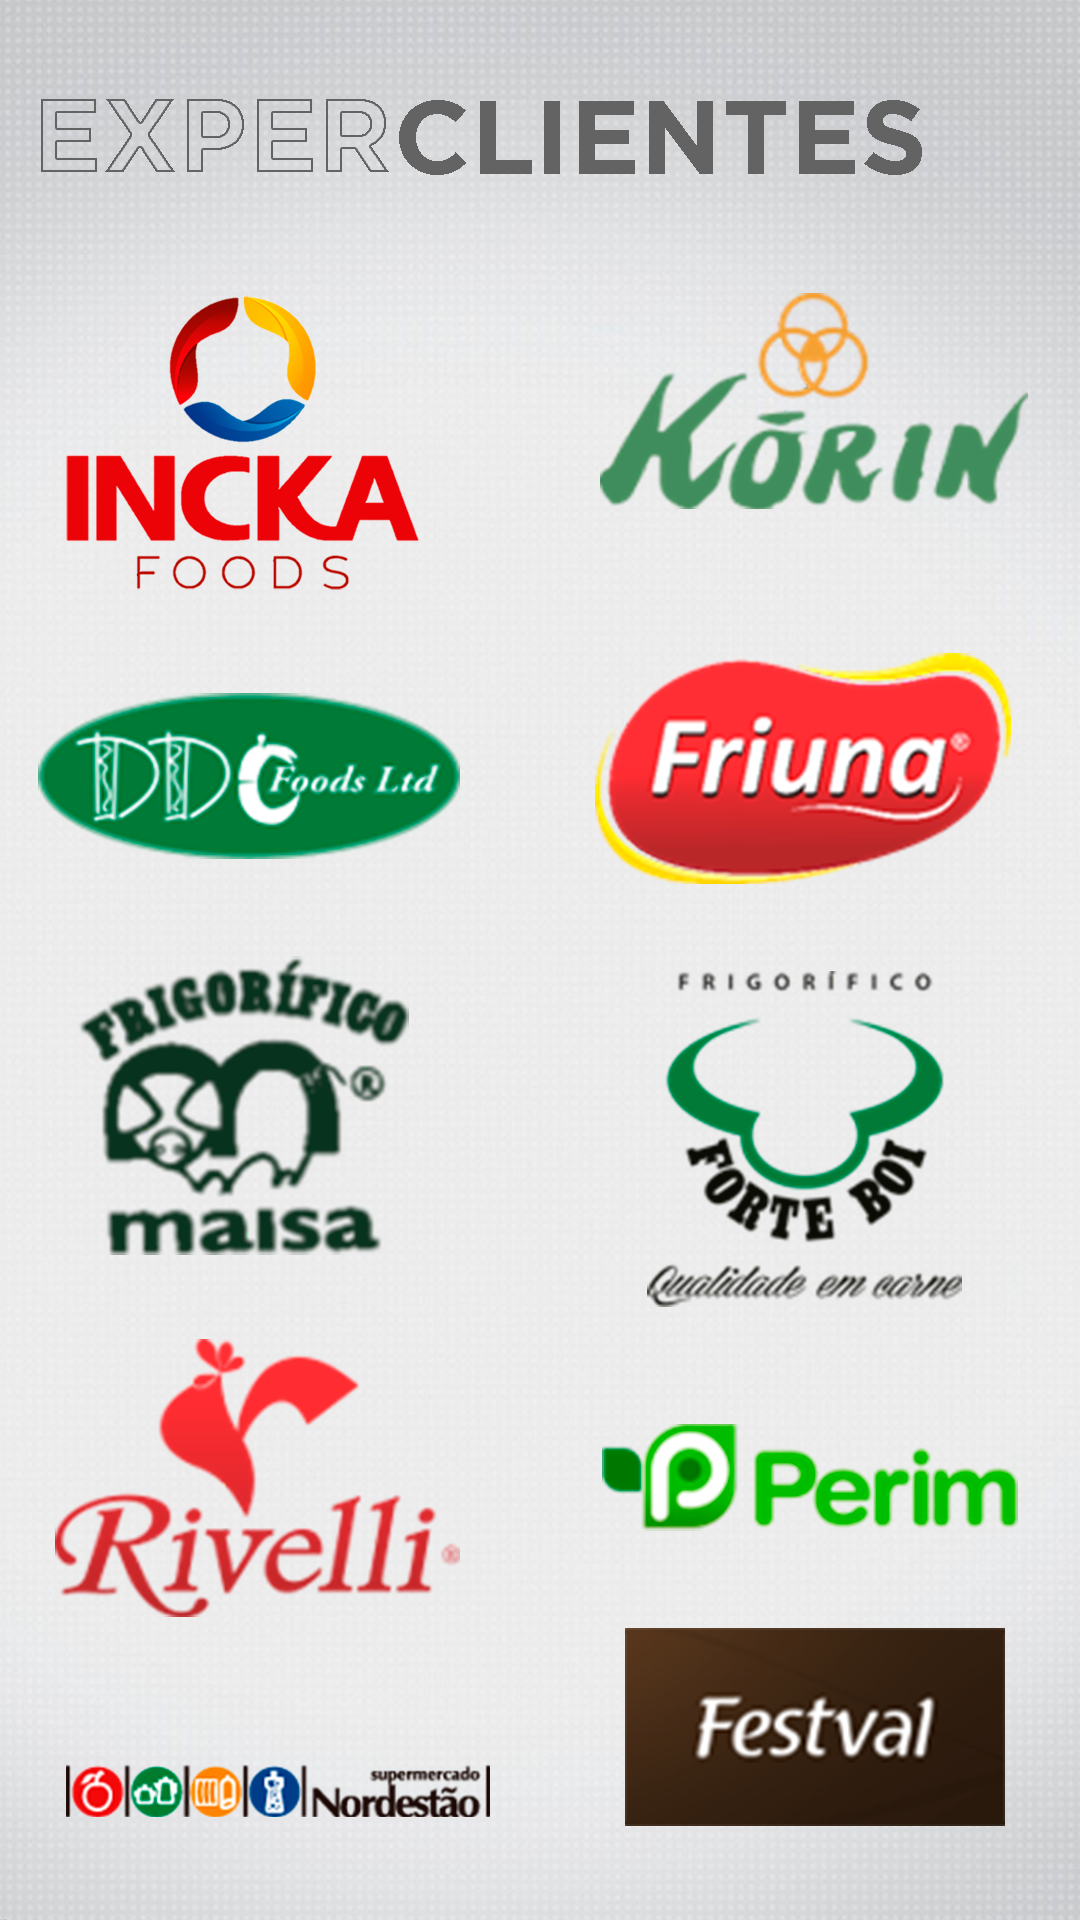 EXPERCLIENTES
INCKA
FOODS
KŌRIN
DDC Foods Ltd
Friuna®
FRIGORÍFICO
®
maisa
FRIGORÍFICO
FORTE BOI
Qualidade em carne
Rivelli®
Perim
supermercado
Nordestão
Festval